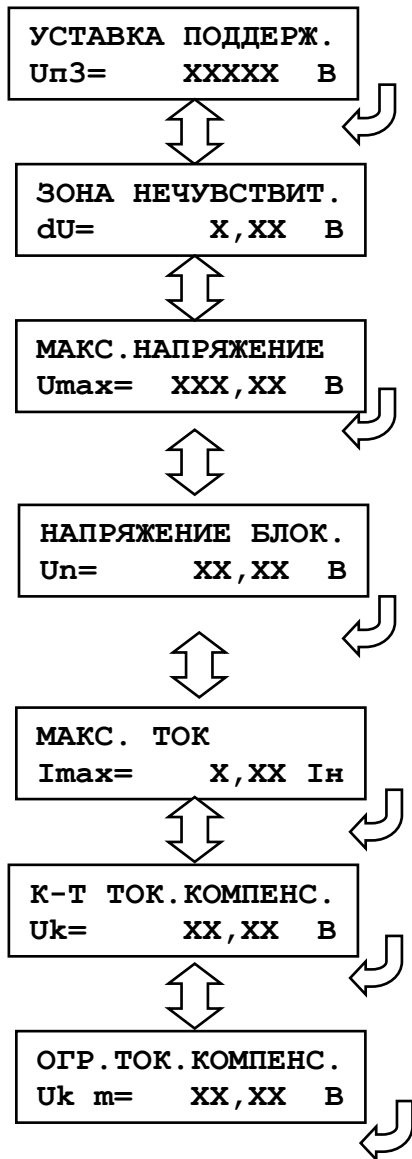 УСТАВКА ПОДДЕРЖ.
Uп3= XXXXX В
ЗОНА НЕЧУВСТВИТ.
dU= X,XX В
МАКС.НАПРЯЖЕНИЕ
Umax= XXX,XX В
НАПРЯЖЕНИЕ БЛОК.
Un= XX,XX В
МАКС. ТОК
Imax= X,XX Iн
К-Т ТОК.КОМПЕНС.
Uk= XX,XX В
ОГР.ТОК.КОМПЕНС.
Uk m= XX,XX В